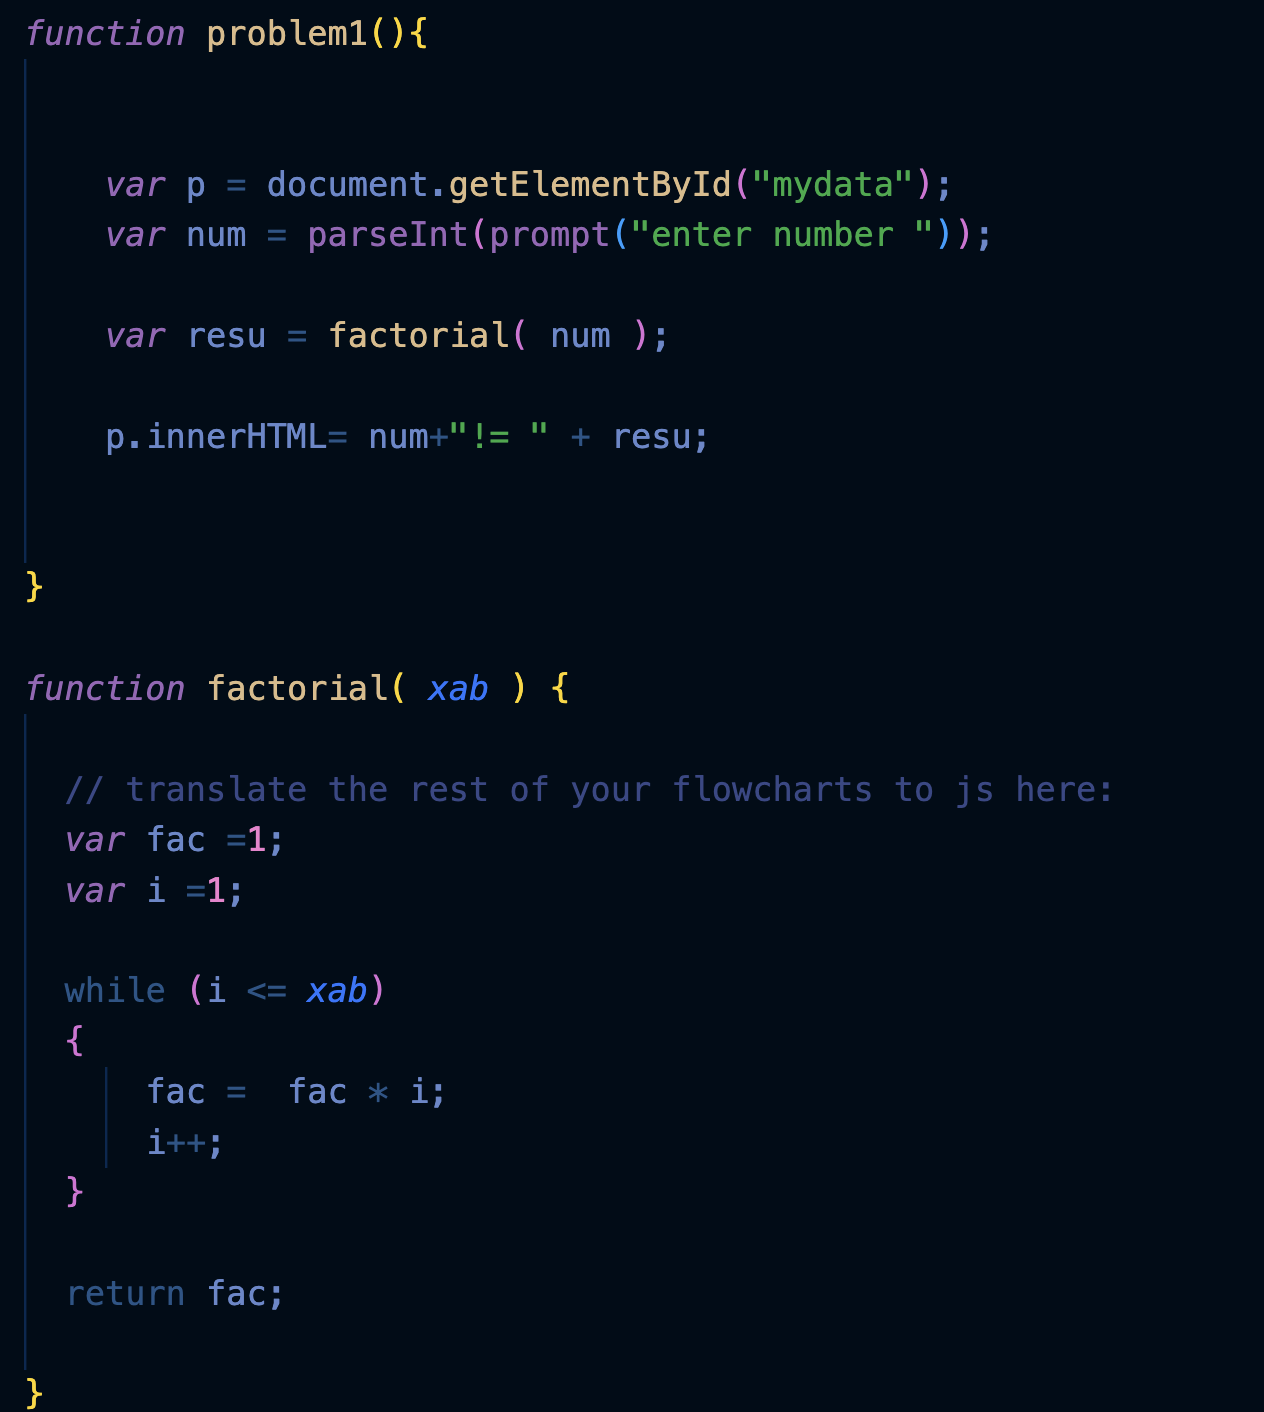 function problem1(){
var p = document.getElementById("mydata");
var num = parseInt(prompt("enter number "));
var resu = factorial( num );
p.innerHTML= num+"!= " + resu;
}
function factorial( xab ) {
// translate the rest of your flowcharts to js here:
var fac =1;
var i =1;
while (i <= xab)
{
fac =  fac * i;
i++;
}
return fac;
}